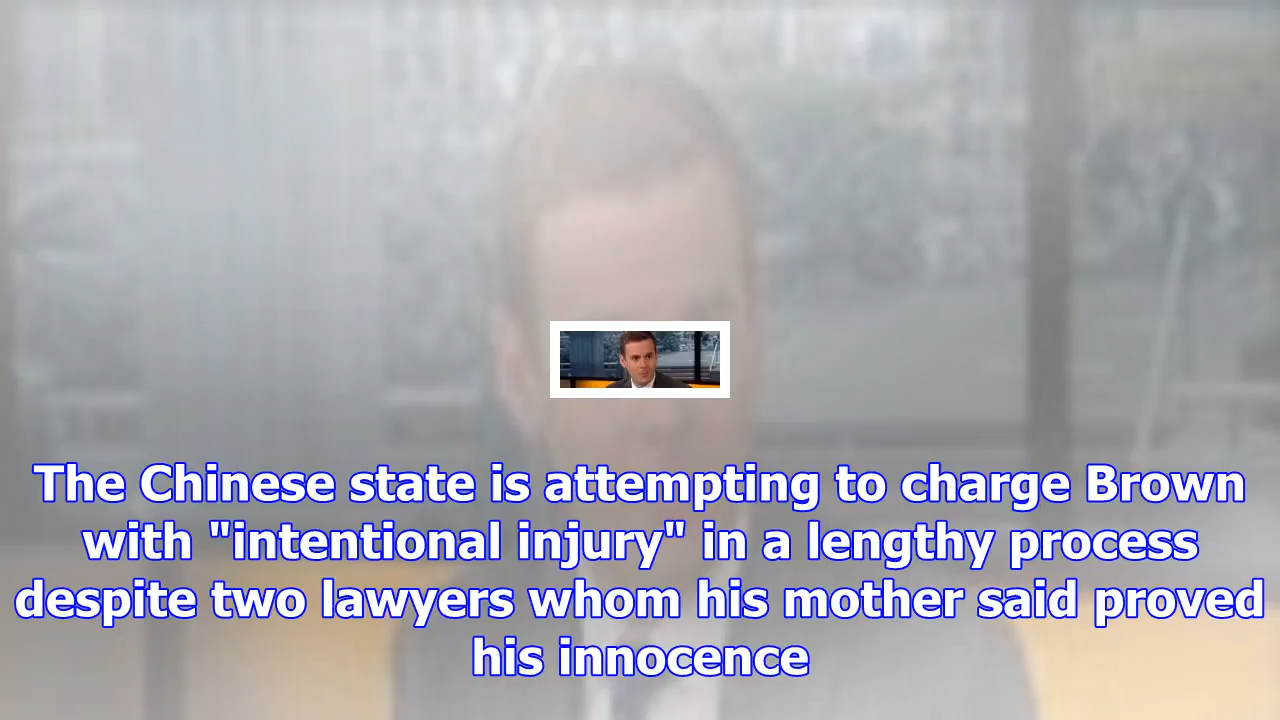 The Chinese state is attempting to charge Brown
with "intentional injury" in a lengthy process
despite two lawyers whom his mother said proved
his innocence